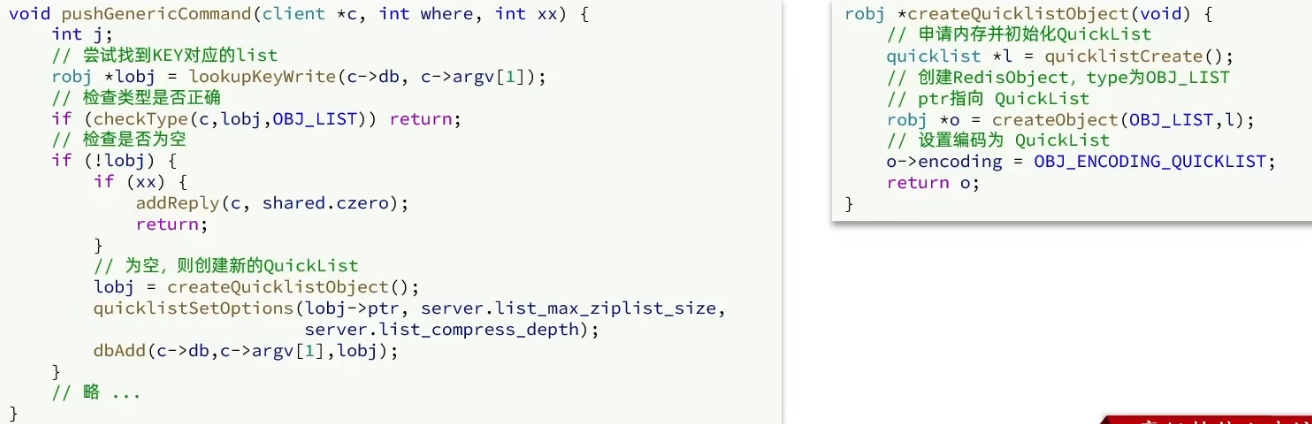 void pushGenericCommand(client *c, int where, int xx) {
    int j;
    // 尝试找到KEY对应的list
    robj *lobj = lookupKeyWrite(c->db, c->argv[1]);
    // 检查类型是否正确
    if (checkType(c,lobj,OBJ_LIST)) return;
    // 检查是否为空
    if (!lobj) {
        if (xx) {
            addReply(c, shared.czero);
            return;
        }
        // 为空，则创建新的QuickList
        lobj = createQuicklistObject();
        quicklistSetOptions(lobj->ptr, server.list_max_ziplist_size,
                            server.list_compress_depth);
        dbAdd(c->db,c->argv[1],lobj);
    }
    // 略 ...
}
robj *createQuicklistObject(void) {
    // 申请内存并初始化QuickList
    quicklist *l = quicklistCreate();
    // 创建RedisObject，type为OBJ_LIST
    // ptr指向 QuickList
    robj *o = createObject(OBJ_LIST,l);
    // 设置编码为 QuickList
    o->encoding = OBJ_ENCODING_QUICKLIST;
    return o;
}